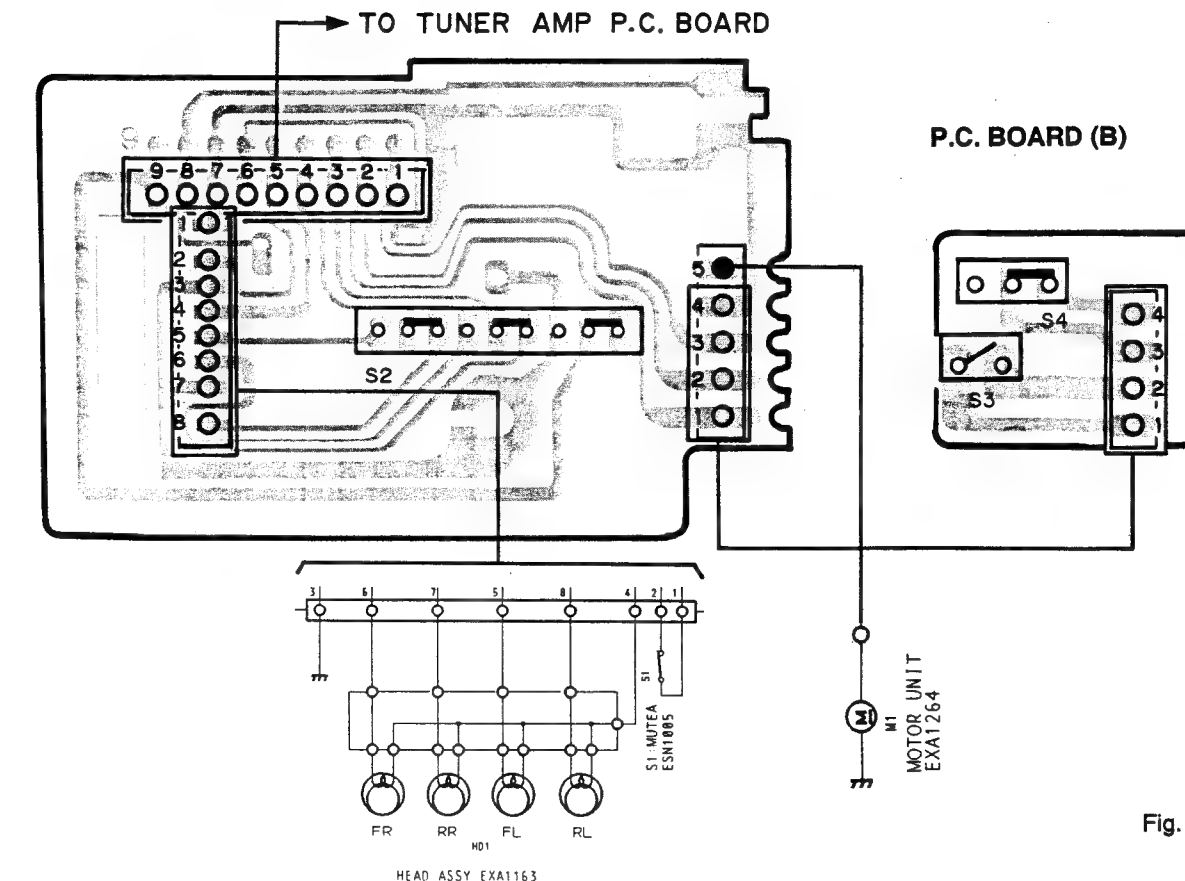 TO TUNER AMP P.C. BOARD
P.C. BOARD (B)
9-8-7-6-5-4-3-2-1
1
2
3
4
5
6
7
8
S2
5
4
3
2
1
S4
S3
4
3
2
1
3 6 7 5 8 4 2 1
S1
S1:MUTEA
ESN1005
M
M1
MOTOR UNIT
EXA1264
FR RR FL RL
HD1
HEAD ASSY EXA1163
Fig.